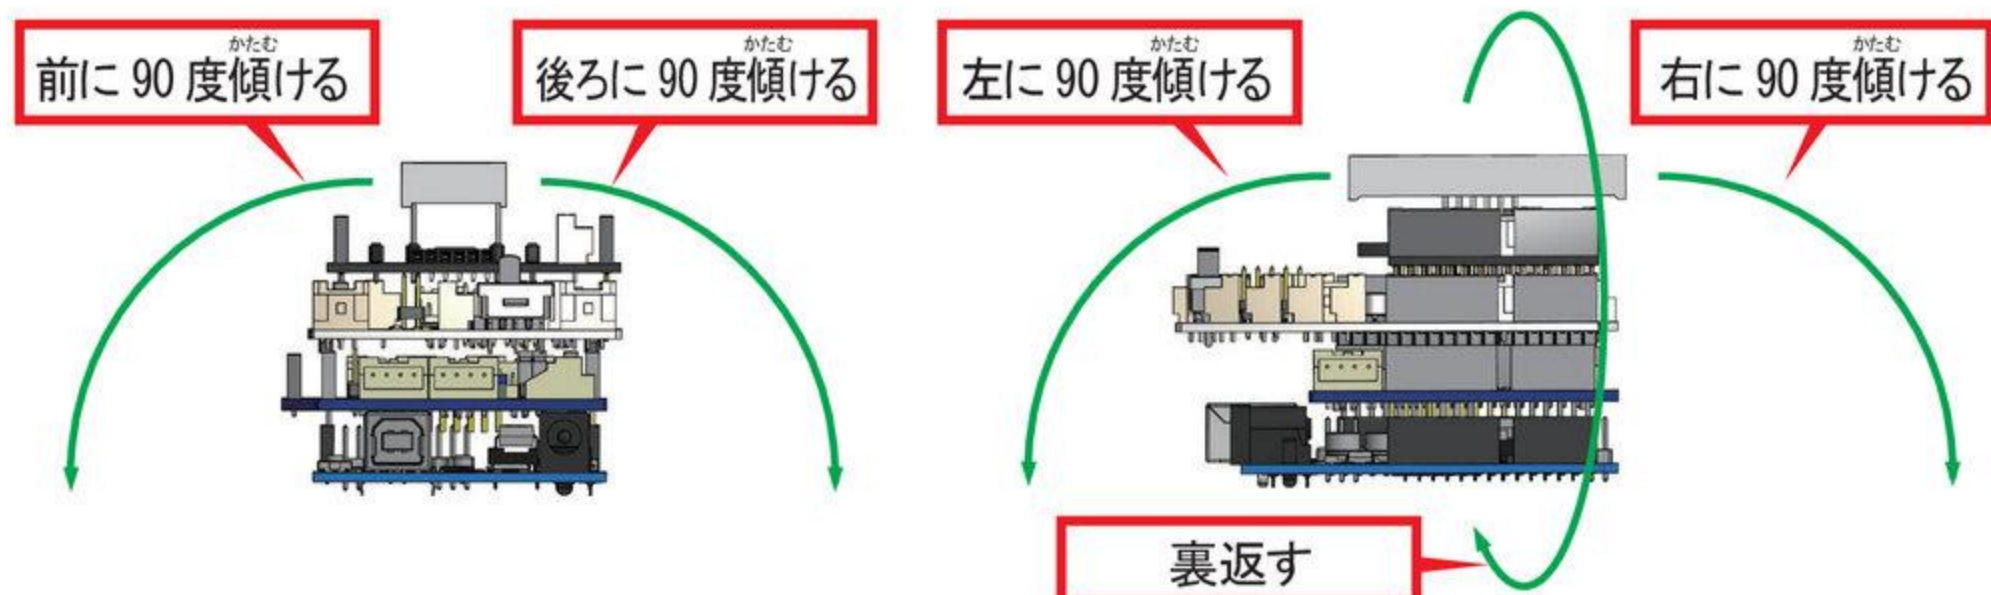 かたむ
前に 90 度傾ける
かたむ
後ろに 90 度傾ける
かたむ
左に 90 度傾ける
かたむ
右に 90 度傾ける
裏返す